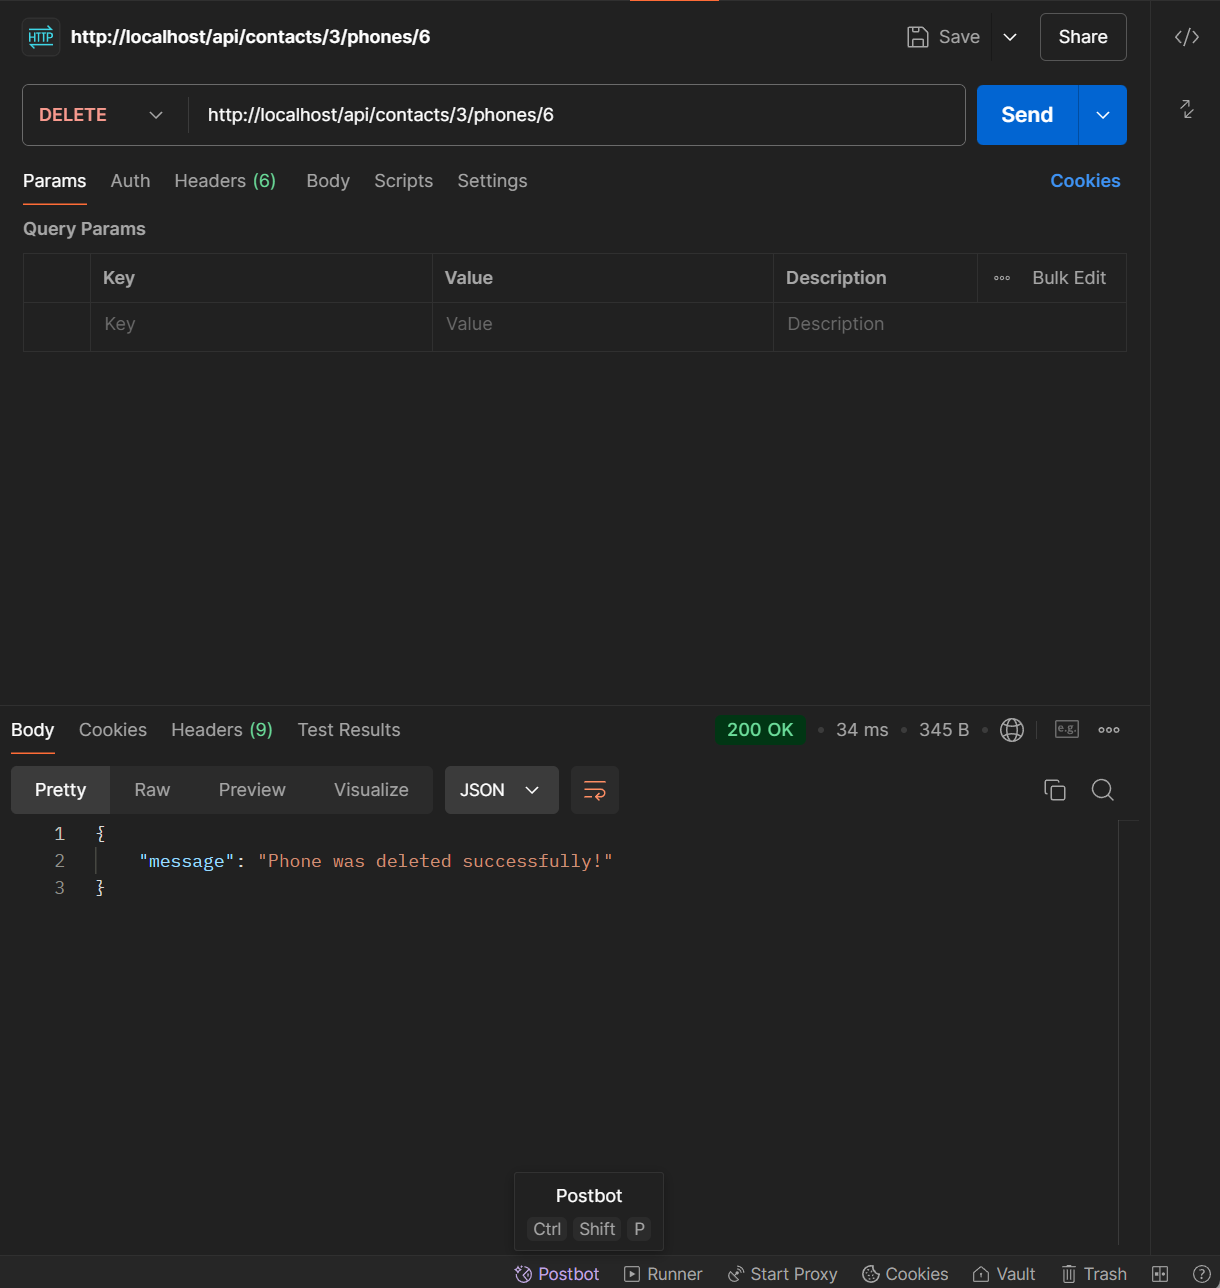 HTTP http://localhost/api/contacts/3/phones/6 Save Share
DELETE http://localhost/api/contacts/3/phones/6 Send
Params Auth Headers (6) Body Scripts Settings Cookies
Query Params
Key Value Description Bulk Edit
Key Value Description
Body Cookies Headers (9) Test Results 200 OK • 34 ms • 345 B • e.g.
Pretty Raw Preview Visualize JSON
1 {
2 "message": "Phone was deleted successfully!"
3 }
Postbot
Ctrl Shift P
Postbot Runner Start Proxy Cookies Vault Trash